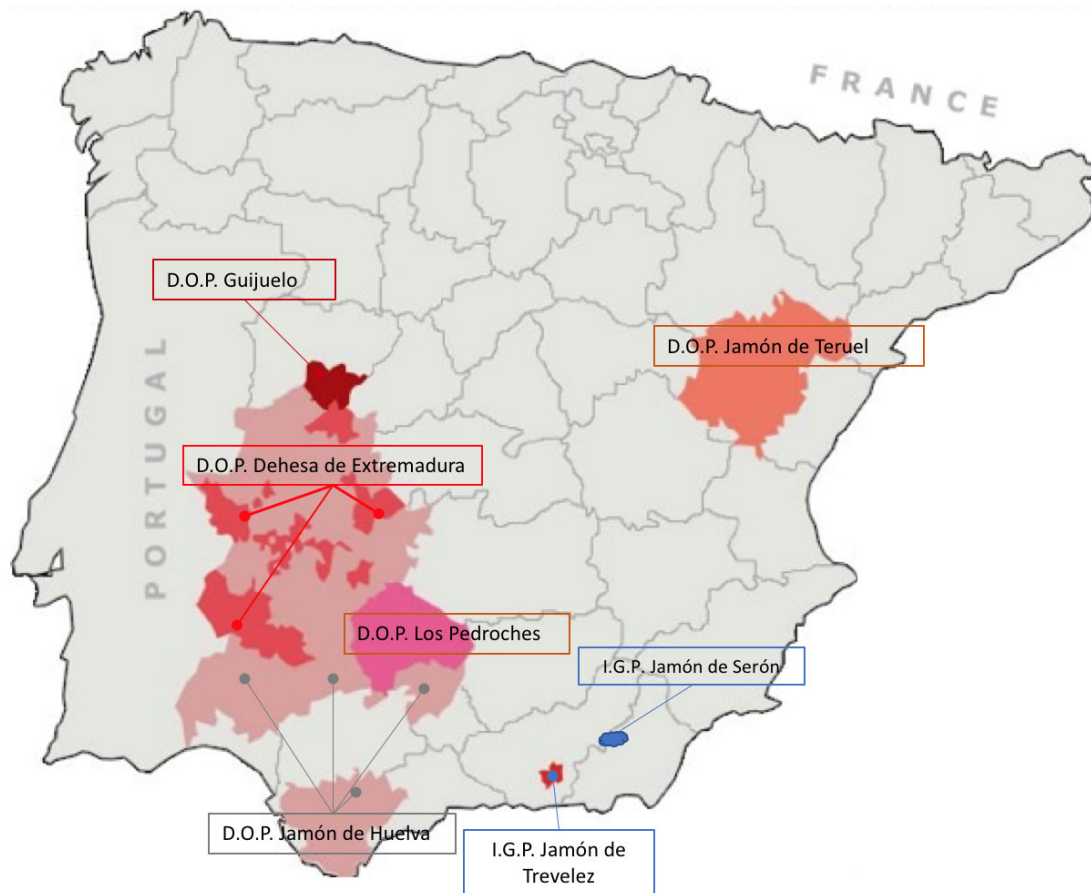 FRANCE
D.O.P. Guijuelo
PORTUGAL
D.O.P. Jamón de Teruel
D.O.P. Dehesa de Extremadura
D.O.P. Los Pedroches
I.G.P. Jamón de Serón
D.O.P. Jamón de Huelva
I.G.P. Jamón de
Trevelez